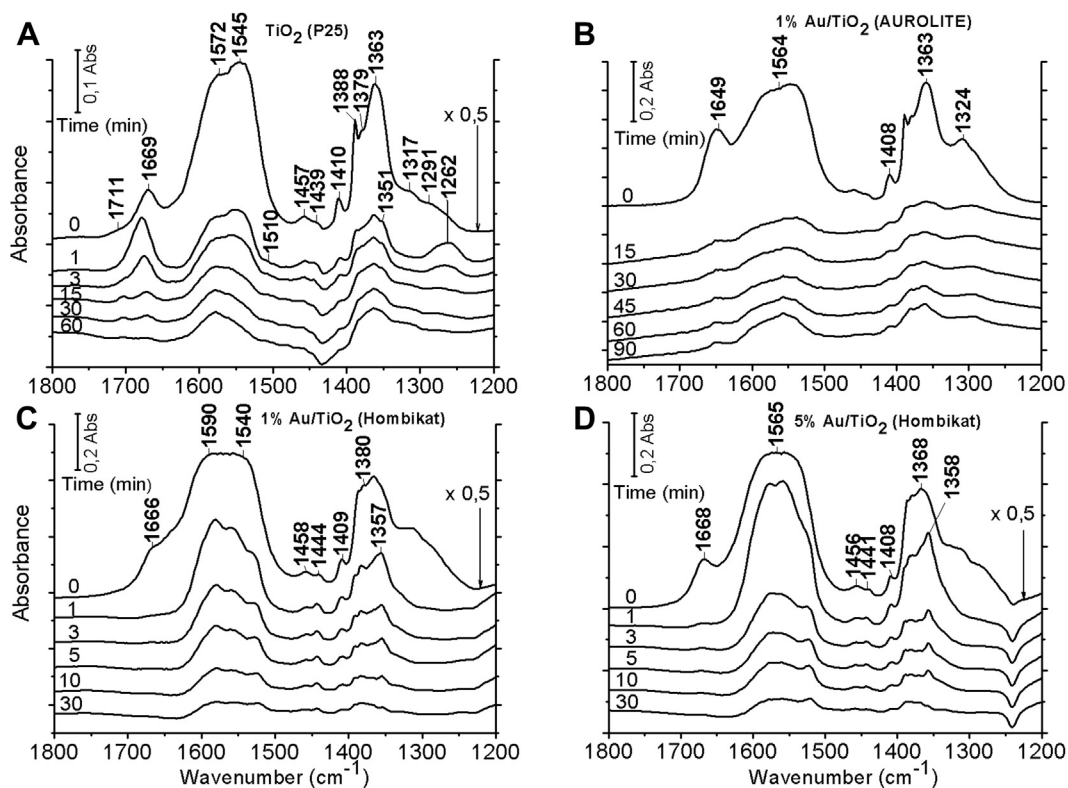 A
TiO2 (P25)
0,1 Abs
Time (min)
1711
1669
1572
1545
1510
1457
1439
1410
1388
1379
1363
1351
1317
1291
1262
x 0,5
0
1
3
15
30
60
Absorbance
1800 1700 1600 1500 1400 1300 1200
B
1% Au/TiO2 (AUROLITE)
0,2 Abs
Time (min)
1649
1564
1408
1363
1324
0
15
30
45
60
90
1800 1700 1600 1500 1400 1300 1200
C
1% Au/TiO2 (Hombikat)
0,2 Abs
Time (min)
1666
1590
1540
1458
1444
1409
1380
1357
x 0,5
0
1
3
5
10
30
Absorbance
1800 1700 1600 1500 1400 1300 1200
Wavenumber (cm-1)
D
5% Au/TiO2 (Hombikat)
0,2 Abs
Time (min)
1668
1565
1456
1441
1408
1368
1358
x 0,5
0
1
3
5
10
30
1800 1700 1600 1500 1400 1300 1200
Wavenumber (cm-1)